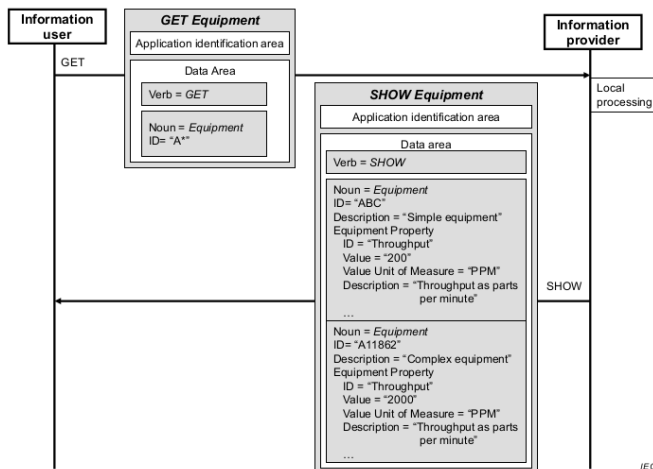 Information
user
GET
GET Equipment
Application identification area
Data Area
Verb = GET
Noun = Equipment
ID= “A*”
Information
provider
Local
processing
SHOW Equipment
Application identification area
Data area
Verb = SHOW
Noun = Equipment
ID= “ABC”
Description = “Simple equipment”
Equipment Property
ID = “Throughput”
Value = “200”
Value Unit of Measure = “PPM”
Description = “Throughput as parts
per minute”
…
SHOW
Noun = Equipment
ID= “A11862”
Description = “Complex equipment”
Equipment Property
ID = “Throughput”
Value = “2000”
Value Unit of Measure = “PPM”
Description = “Throughput as parts
per minute”
…